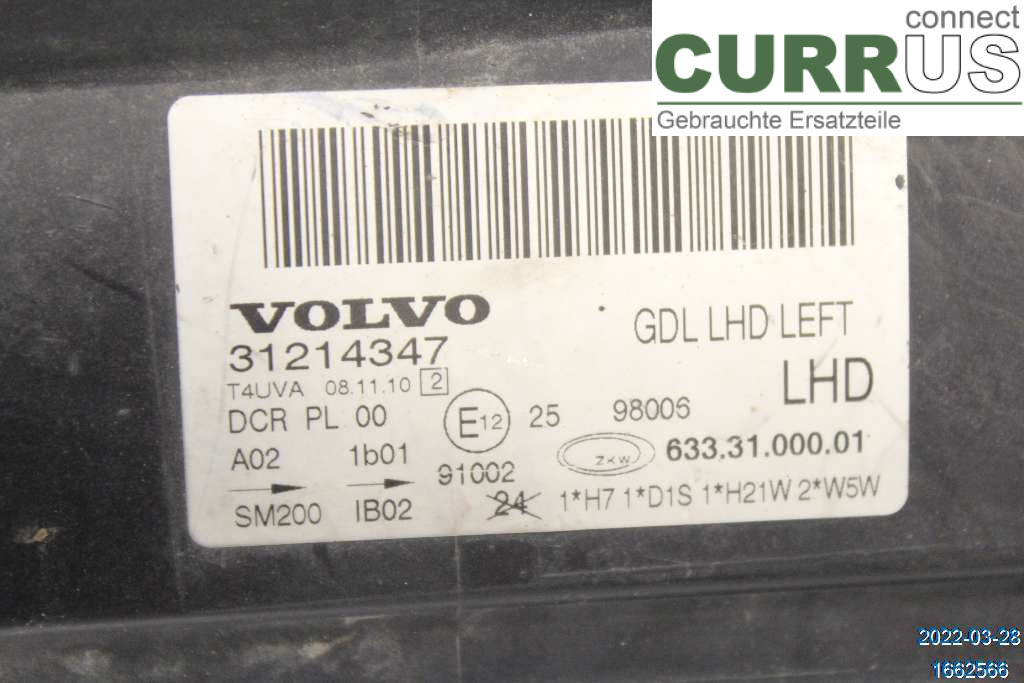 connect
CURRUS
Gebrauchte Ersatzteile
VOLVO
31214347
GDL LHD LEFT
T4UVA 08.11.10 2
LHD
DCR PL 00
E12 25 98006
A02 1b01
91002
ZKW 633.31.000.01
SM200 IB02
24 1*H7 1*D1S 1*H21W 2*W5W
2022-03-28
1662566